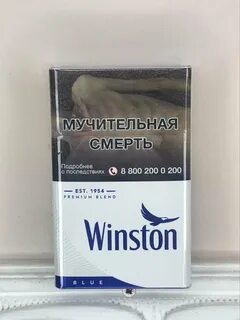 МУЧИТЕЛЬНАЯ
СМЕРТЬ
Подробнее
о последствиях
8 800 200 0 200
EST. 1954
PREMIUM BLEND
Winston
BLUE